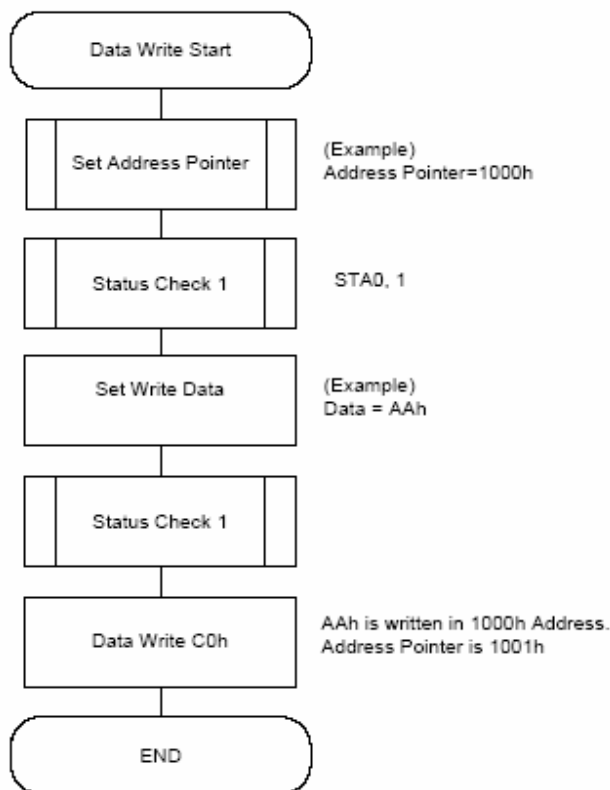 Data Write Start
Set Address Pointer
(Example)
Address Pointer=1000h
Status Check 1
STA0, 1
Set Write Data
(Example)
Data = AAh
Status Check 1
Data Write C0h
AAh is written in 1000h Address.
Address Pointer is 1001h
END